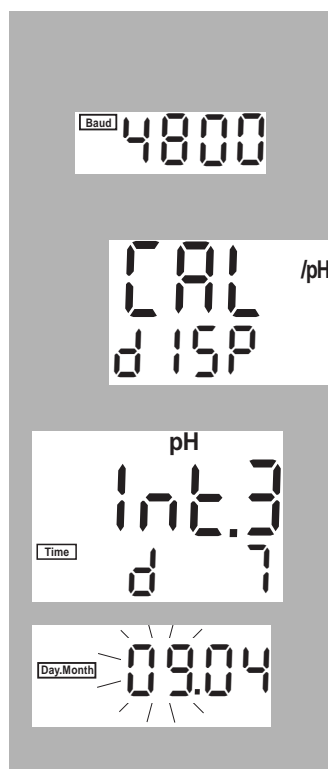 Baud 4800
CAL /pH
dISP
pH
Int.3
Time d 7
Day.Month 09.04